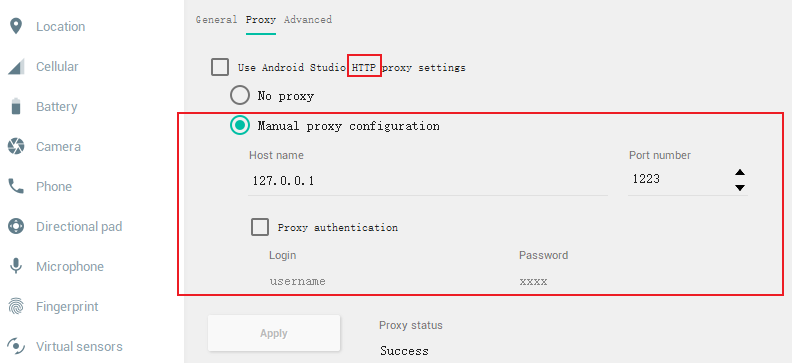 Location
Cellular
Battery
Camera
Phone
Directional pad
Microphone
Fingerprint
Virtual sensors
General Proxy Advanced
Use Android Studio HTTP proxy settings
No proxy
Manual proxy configuration
Host name Port number
127.0.0.1 1223
Proxy authentication
Login Password
username xxxx
Apply Proxy status
Success